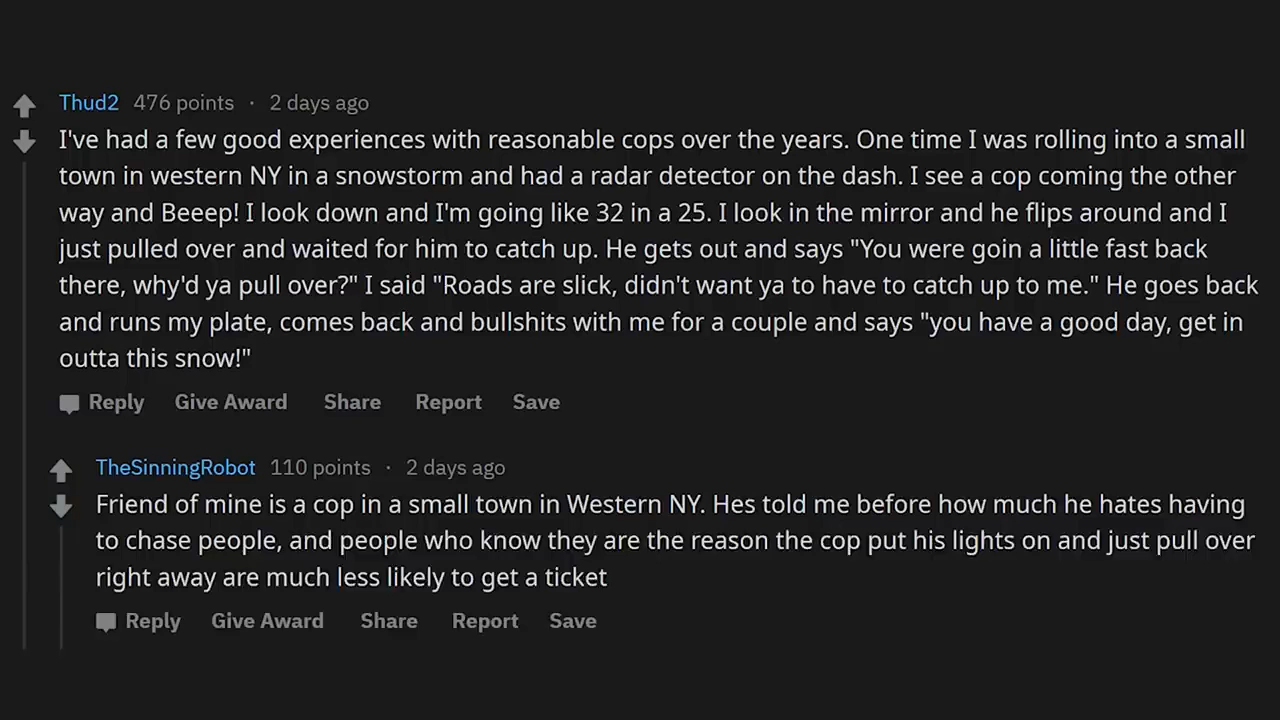 Thud2 476 points · 2 days ago
I've had a few good experiences with reasonable cops over the years. One time I was rolling into a small
town in western NY in a snowstorm and had a radar detector on the dash. I see a cop coming the other
way and Beeep! I look down and I'm going like 32 in a 25. I look in the mirror and he flips around and I
just pulled over and waited for him to catch up. He gets out and says "You were goin a little fast back
there, why'd ya pull over?" I said "Roads are slick, didn't want ya to have to catch up to me." He goes back
and runs my plate, comes back and bullshits with me for a couple and says "you have a good day, get in
outta this snow!"
Reply Give Award Share Report Save
TheSinningRobot 110 points · 2 days ago
Friend of mine is a cop in a small town in Western NY. Hes told me before how much he hates having
to chase people, and people who know they are the reason the cop put his lights on and just pull over
right away are much less likely to get a ticket
Reply Give Award Share Report Save